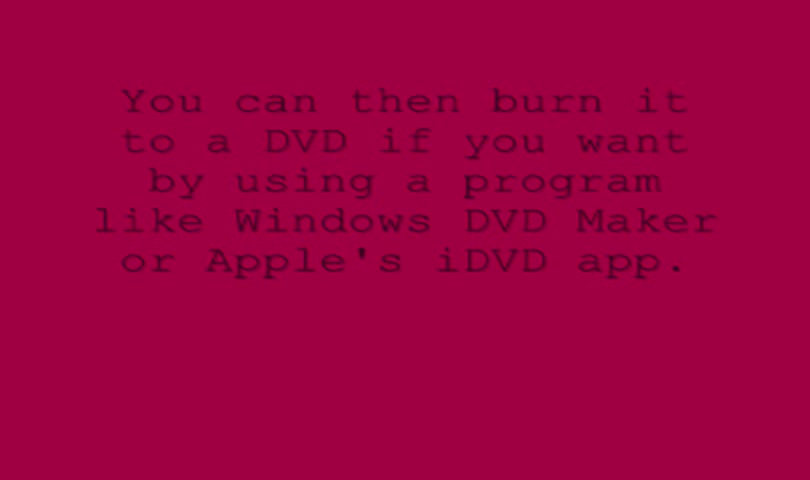 You can then burn it
to a DVD if you want
by using a program
like Windows DVD Maker
or Apple's iDVD app.